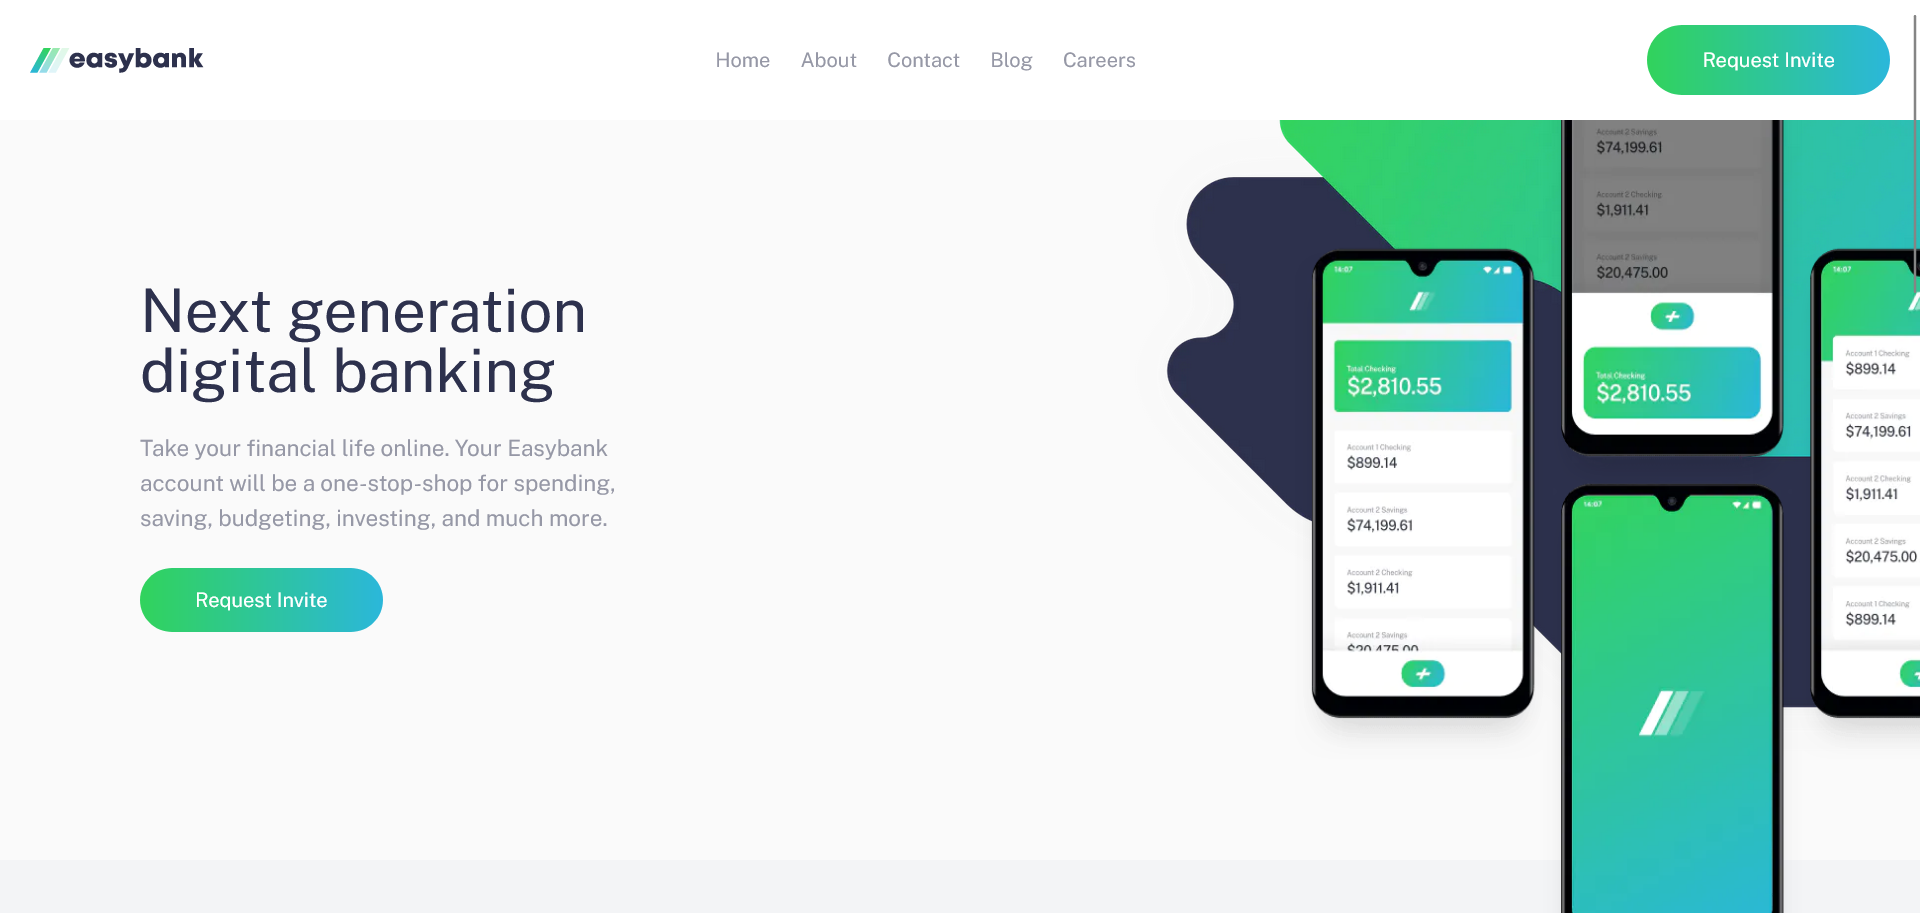 easybank
Home
About
Contact
Blog
Careers
Request Invite
Next generation
digital banking
Take your financial life online. Your Easybank
account will be a one-stop-shop for spending,
saving, budgeting, investing, and much more.
Request Invite
14:07
Total Checking
$2,810.55
Account 1 Checking
$899.14
Account 2 Savings
$74,199.61
Account 2 Checking
$1,911.41
Account 2 Savings
$20,475.00
Account 2 Savings
$74,199.61
Account 2 Checking
$1,911.41
Account 2 Savings
$20,475.00
Total Checking
$2,810.55
14:07
14:07
Account 1 Checking
$899.14
Account 2 Savings
$74,199.61
Account 2 Checking
$1,911.41
Account 2 Savings
$20,475.00
Account 1 Checking
$899.14